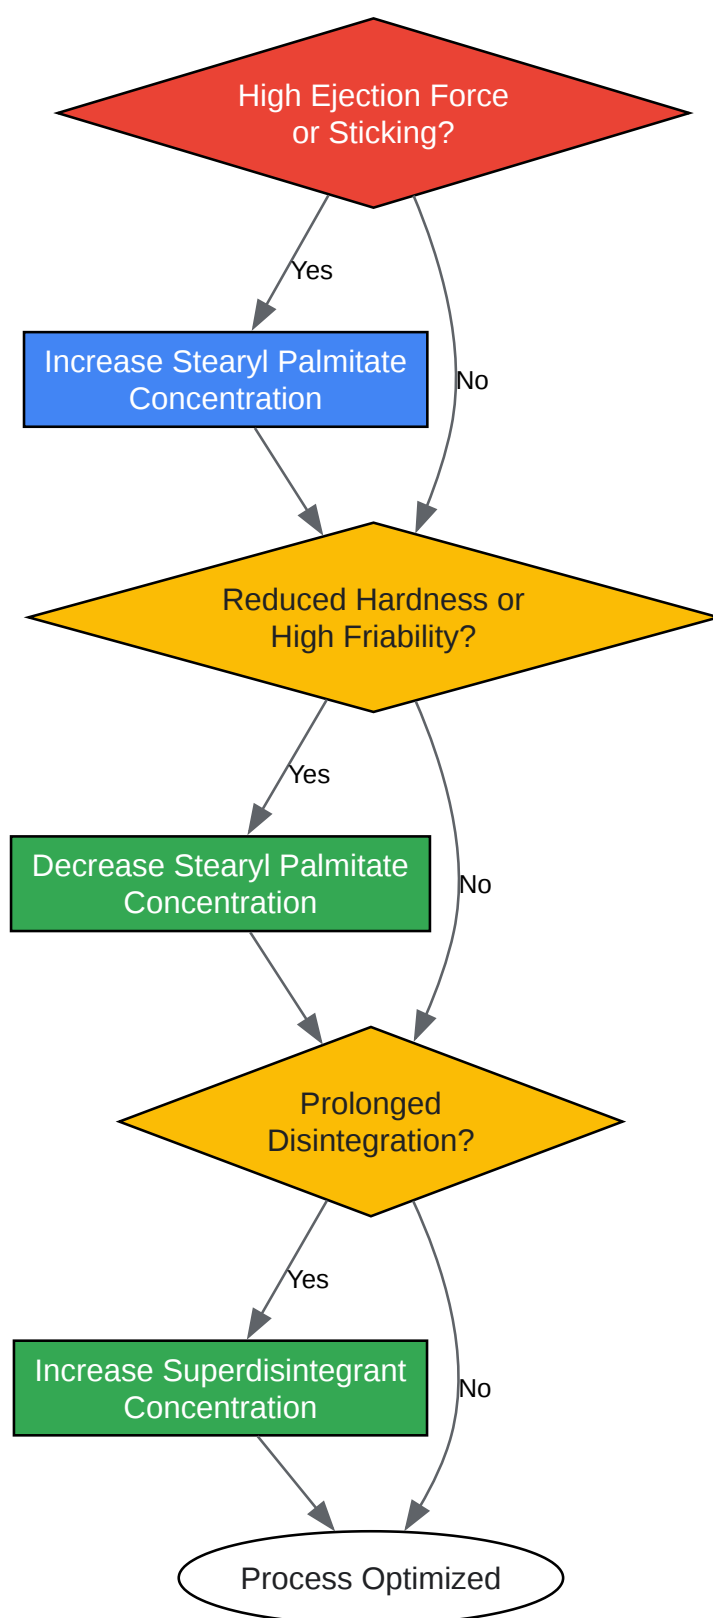 High Ejection Force
or Sticking?
Yes
Increase Stearyl Palmitate
Concentration
No
Reduced Hardness or
High Friability?
Yes
Decrease Stearyl Palmitate
Concentration
No
Prolonged
Disintegration?
Yes
Increase Superdisintegrant
Concentration
No
Process Optimized